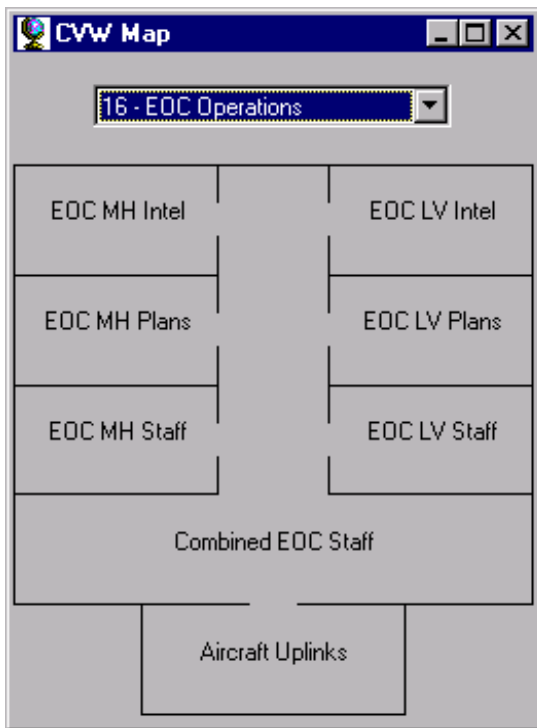 CVW Map
16 - EOC Operations
EOC MH Intel
EOC LV Intel
EOC MH Plans
EOC LV Plans
EOC MH Staff
EOC LV Staff
Combined EOC Staff
Aircraft Uplinks